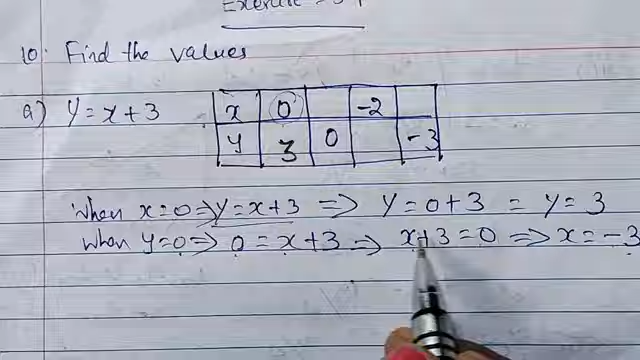 Exercise
10. Find the values
a) y = x + 3
x 0 -2
y 3 0 -3
When x=0 ⇒ y = x+3 ⇒ y = 0+3 = y = 3
When y=0 ⇒ 0 = x+3 ⇒ x+3 = 0 ⇒ x = -3